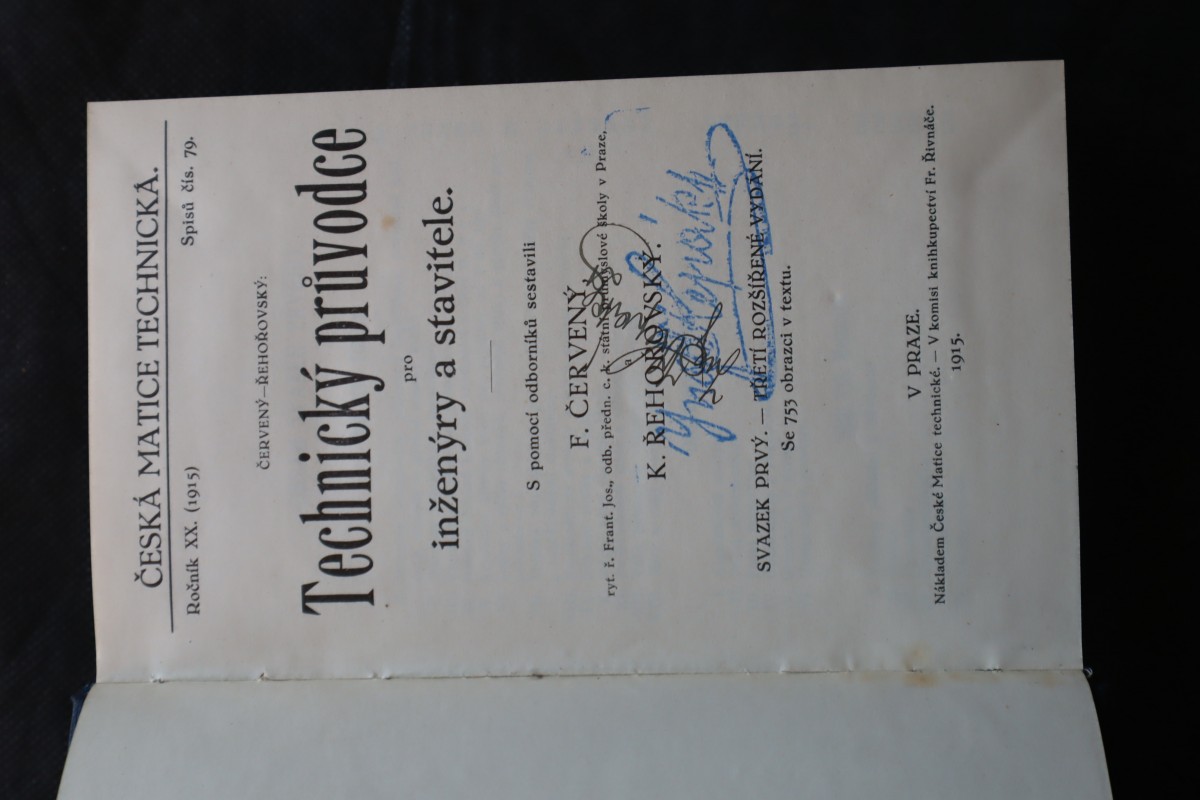 ČESKÁ MATICE TECHNICKÁ.
Ročník XX. (1915) Spisů čís. 79.
ČERVENÝ—ŘEHOŘOVSKÝ:
Technický průvodce
pro
inženýry a stavitele.
S pomocí odborníků sestavili
F. ČERVENÝ,
ryt. ř. Frant. Jos., odb. předn. c. k. státní průmyslové školy v Praze,
a
K. ŘEHOŘOVSKÝ.
SVAZEK PRVÝ. — TŘETÍ ROZŠÍŘENÉ VYDÁNÍ.
Se 753 obrazci v textu.
V PRAZE.
Nákladem České Matice technické. — V komisi knihkupectví Fr. Řivnáče.
1915.